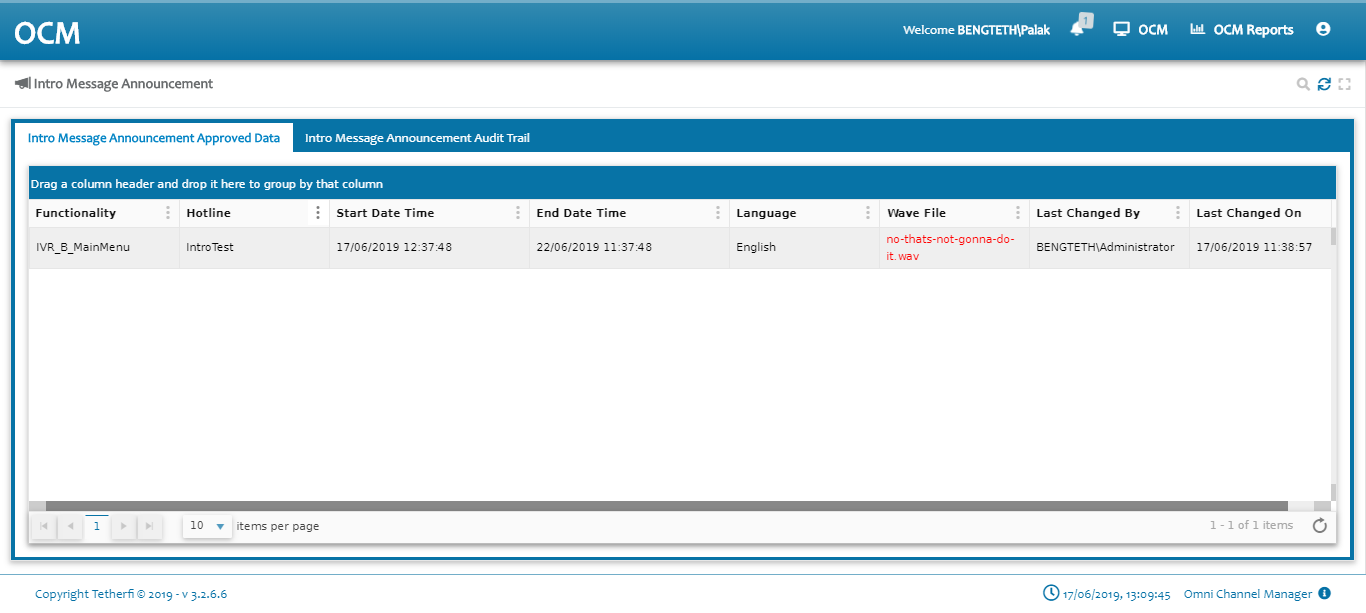 OCM
Welcome BENGTETH\Palak
1
OCM
OCM Reports
Intro Message Announcement
Intro Message Announcement Approved Data
Intro Message Announcement Audit Trail
Drag a column header and drop it here to group by that column
Functionality Hotline Start Date Time End Date Time Language Wave File Last Changed By Last Changed On
IVR_B_MainMenu IntroTest 17/06/2019 12:37:48 22/06/2019 11:37:48 English no-thats-not-gonna-do-
it.wav
BENGTETH\Administrator 17/06/2019 11:38:57
1
10
items per page
1 - 1 of 1 items
Copyright Tetherfi © 2019 - v 3.2.6.6
17/06/2019, 13:09:45
Omni Channel Manager